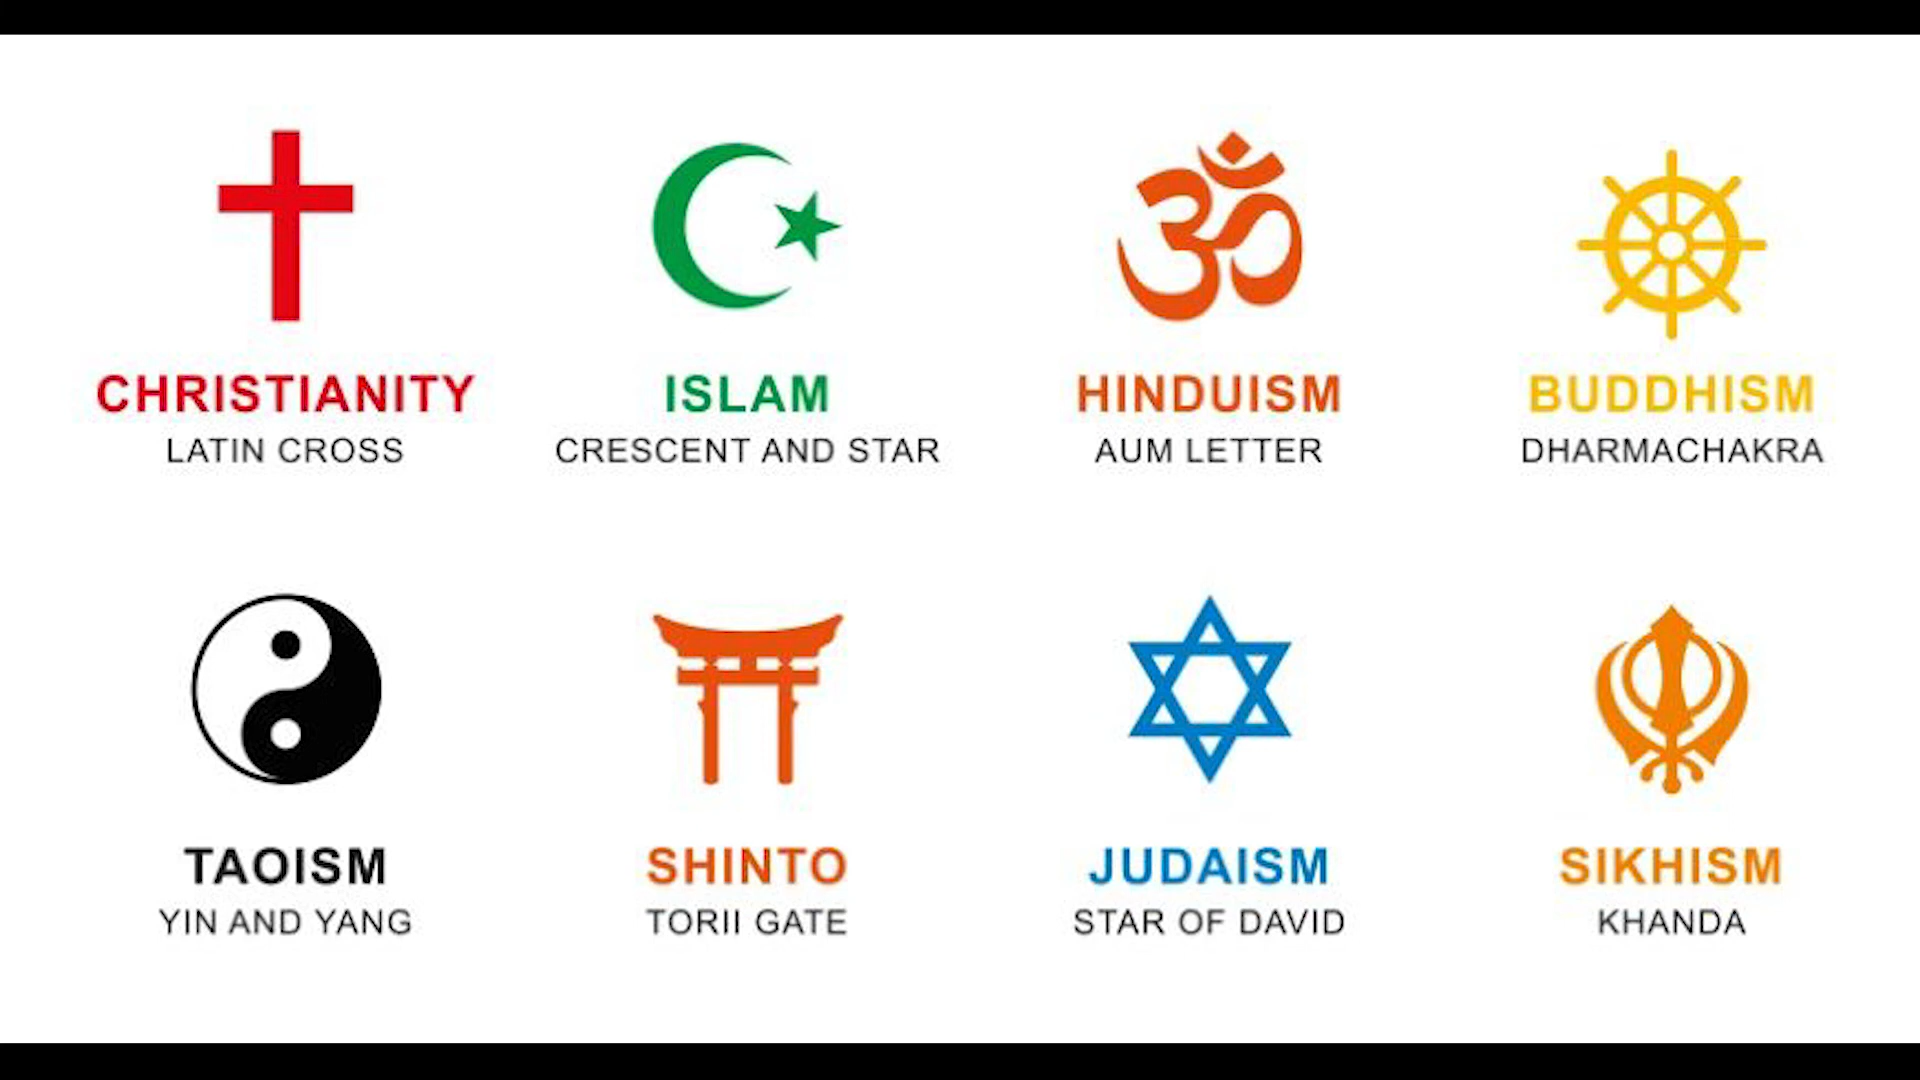 CHRISTIANITY
LATIN CROSS
ISLAM
CRESCENT AND STAR
HINDUISM
AUM LETTER
BUDDHISM
DHARMACHAKRA
TAOISM
YIN AND YANG
SHINTO
TORII GATE
JUDAISM
STAR OF DAVID
SIKHISM
KHANDA